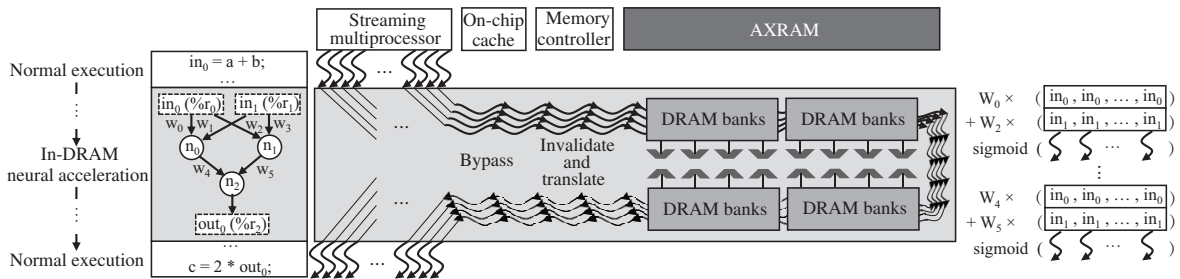 Streaming multiprocessor
On-chip cache
Memory controller
AXRAM
Normal execution
In-DRAM neural acceleration
Normal execution
in0 = a + b;
...
in0 (%r0)
in1 (%r1)
w0
w1
w2
w3
n0
n1
w4
w5
n2
out0 (%r2)
...
c = 2 * out0;
...
...
Bypass
Invalidate and translate
DRAM banks
DRAM banks
DRAM banks
DRAM banks
...
...
W0 × (in0 , in0 , … , in0)
+ W2 × (in1 , in1 , … , in1)
sigmoid ( ... )
⋮
W4 × (in0 , in0 , … , in0)
+ W5 × (in1 , in1 , … , in1)
sigmoid ( ... )